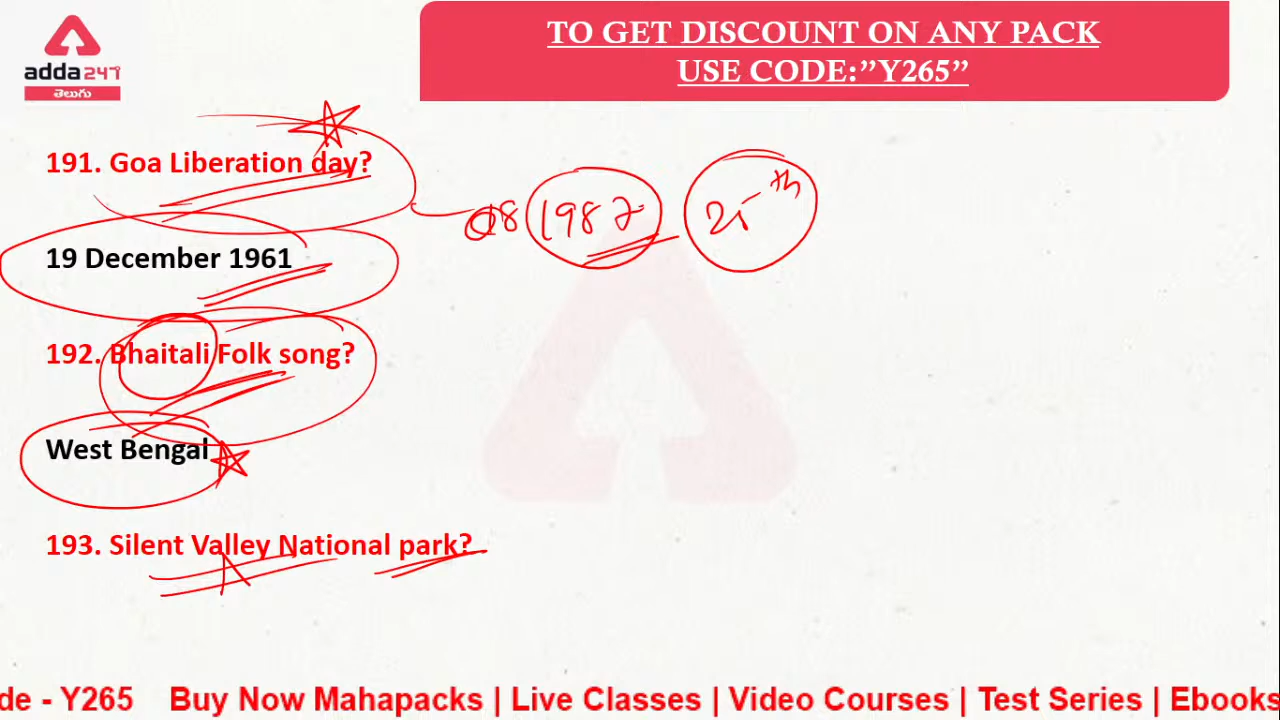 TO GET DISCOUNT ON ANY PACK
USE CODE:”Y265”
adda247
తెలుగు
191. Goa Liberation day?
1987 25th
19 December 1961
192. Bhaitali Folk song?
West Bengal
193. Silent Valley National park?
de - Y265 Buy Now Mahapacks | Live Classes | Video Courses | Test Series | Ebooks